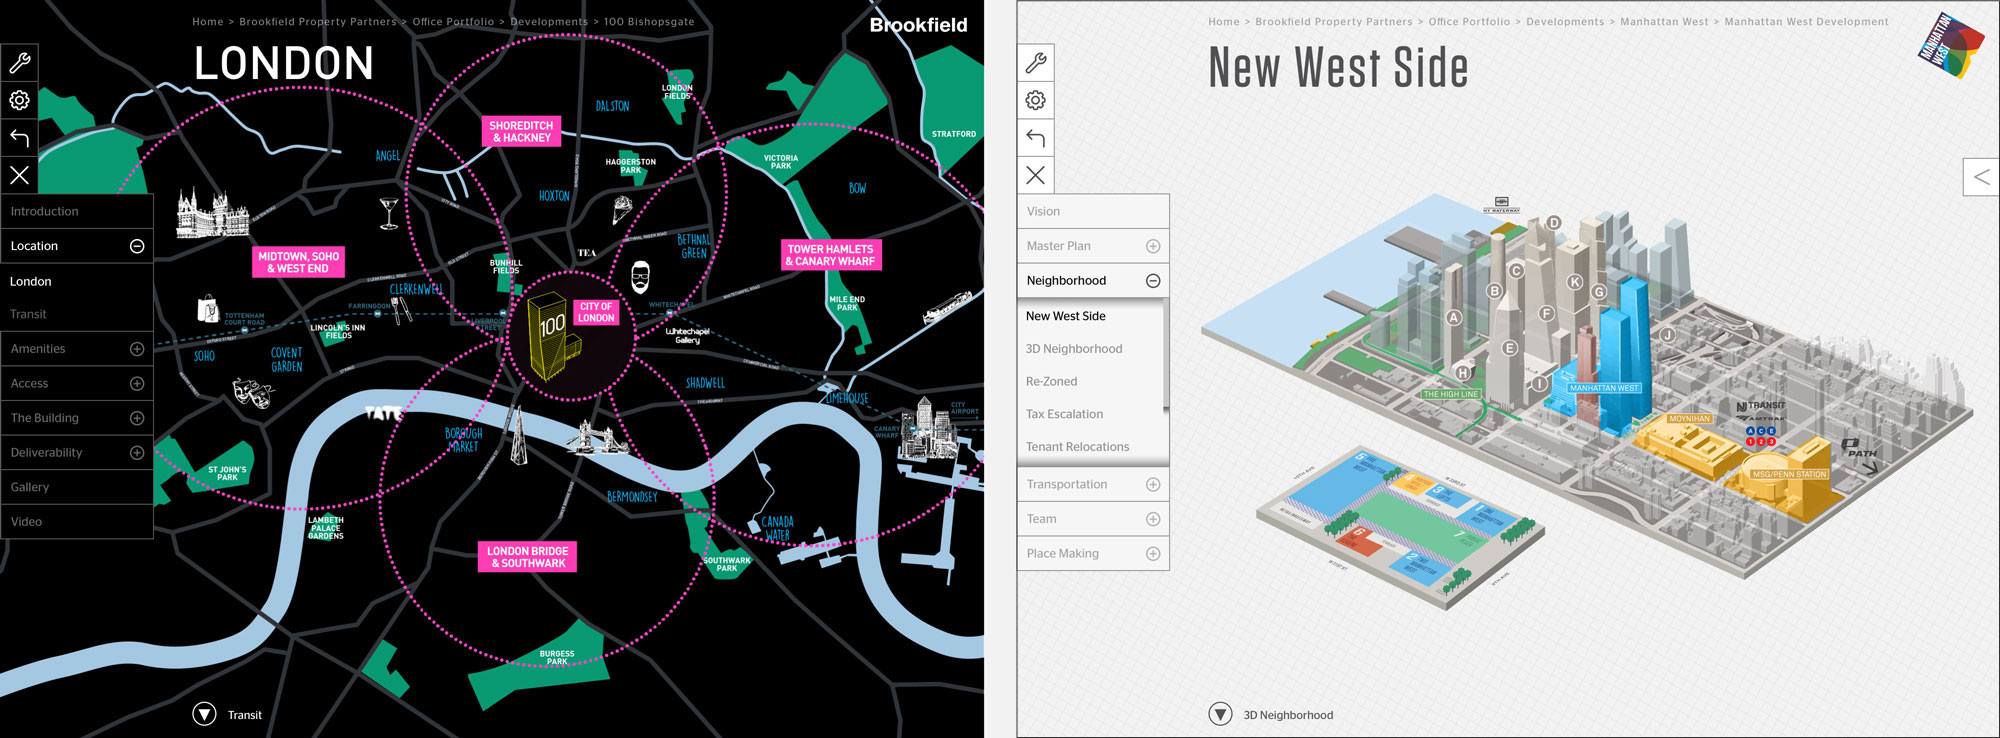 Home > Brookfield Property Partners > Office Portfolio > Developments > 100 Bishopsgate
Brookfield
LONDON
Introduction
Location
London
Transit
Amenities
Access
The Building
Deliverability
Gallery
Video
LONDON
FIELDS
DALSTON
SHOREDITCH
& HACKNEY
STRATFORD
ANGEL
HAGGERSTON
PARK
VICTORIA
PARK
HOXTON
BOW
BETHNAL
GREEN
TEA
MIDTOWN, SOHO
& WEST END
TOWER HAMLETS
& CANARY WHARF
BUNHILL
FIELDS
CLERKENWELL
FARRINGDON
TOTTENHAM
COURT ROAD
LINCOLN'S INN
FIELDS
LIVERPOOL
STREET
100
CITY OF
LONDON
WHITECHAPEL
Whitechapel
Gallery
MILE END
PARK
SOHO
COVENT
GARDEN
SHADWELL
LIMEHOUSE
CITY
AIRPORT
CANARY
WHARF
TATE
BOROUGH
MARKET
ST JOHN'S
PARK
BERMONDSEY
LAMBETH
PALACE
GARDENS
CANADA
WATER
LONDON BRIDGE
& SOUTHWARK
SOUTHWARK
PARK
BURGESS
PARK
Transit
Home > Brookfield Property Partners > Office Portfolio > Developments > Manhattan West > Manhattan West Development
MANHATTAN
WEST
New West Side
Vision
Master Plan
Neighborhood
New West Side
3D Neighborhood
Re-Zoned
Tax Escalation
Tenant Relocations
Transportation
Team
Place Making
NY WATERWAY
D
C
K
B
G
F
A
J
E
H
I
THE HIGH LINE
MANHATTAN WEST
MOYNIHAN
NJ TRANSIT
AMTRAK
A C E
1 2 3
PATH
MSG/PENN STATION
3D Neighborhood